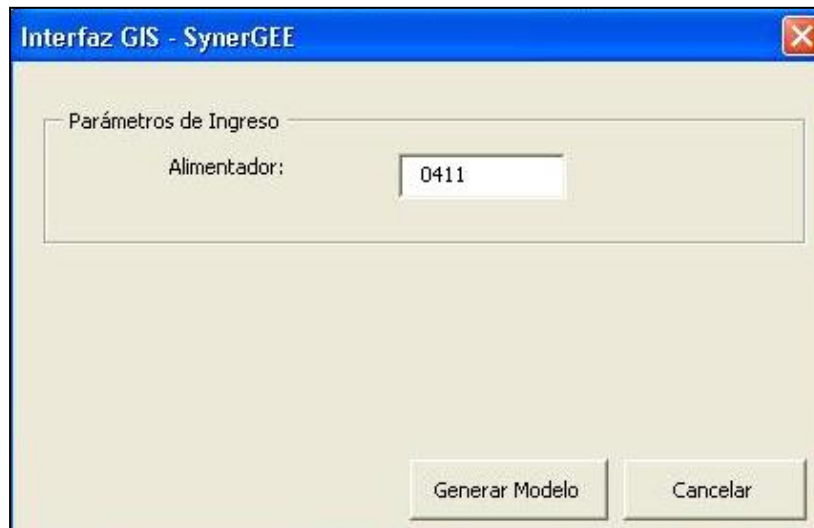 Interfaz GIS - SynerGEE
Parámetros de Ingreso
Alimentador: 0411
Generar Modelo Cancelar